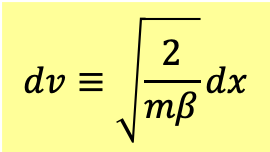 dv ≡ √(2/(mβ)) dx